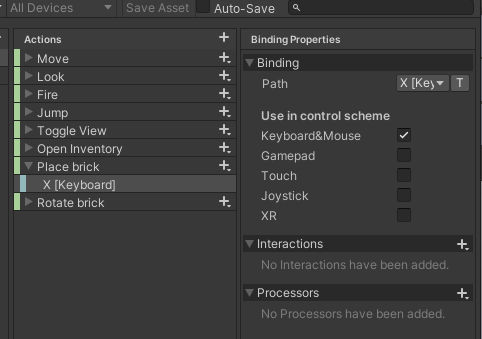 All Devices
Save Asset
Auto-Save
Actions
Move
Look
Fire
Jump
Toggle View
Open Inventory
Place brick
X [Keyboard]
Rotate brick
Binding Properties
Binding
Path
X [Key
T
Use in control scheme
Keyboard&Mouse
Gamepad
Touch
Joystick
XR
Interactions
No Interactions have been added.
Processors
No Processors have been added.